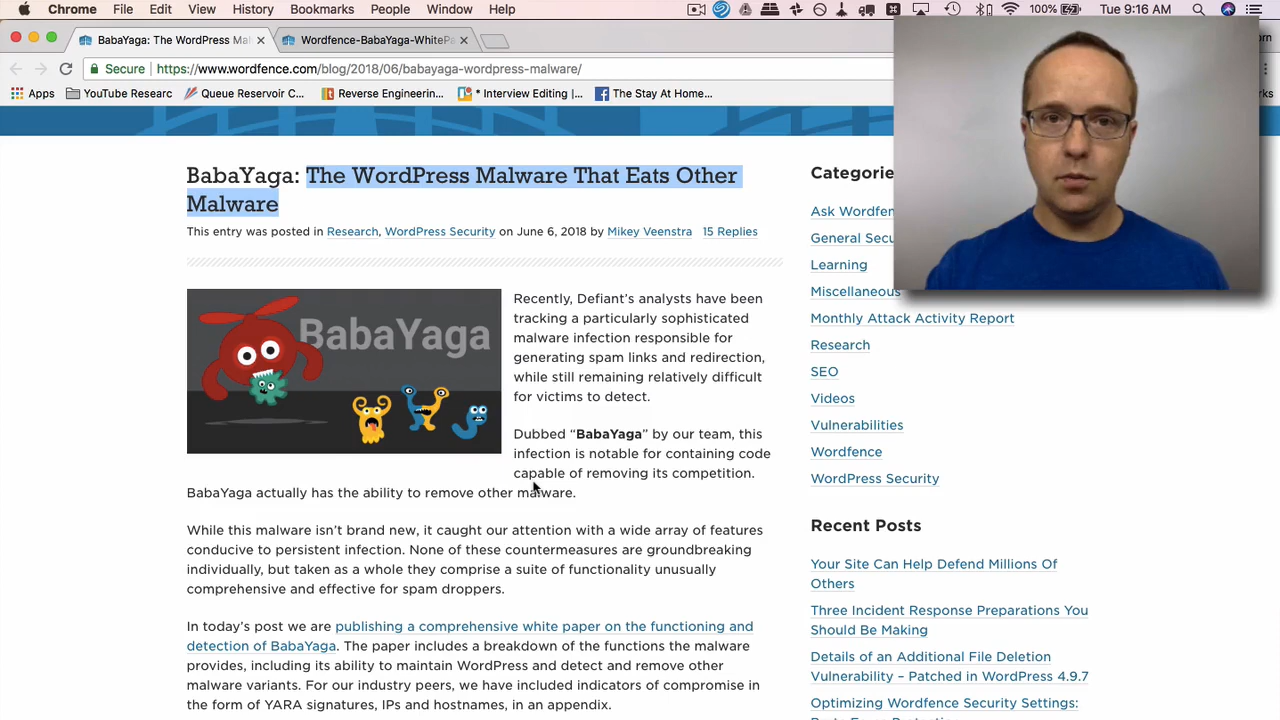 Chrome File Edit View History Bookmarks People Window Help 100% Tue 9:16 AM
BabaYaga: The WordPress Mal
Wordfence-BabaYaga-WhitePa
Secure https://www.wordfence.com/blog/2018/06/babayaga-wordpress-malware/
Apps YouTube Researc Queue Reservoir C... Reverse Engineerin... * Interview Editing |... The Stay At Home...
BabaYaga: The WordPress Malware That Eats Other
Malware
This entry was posted in Research, WordPress Security on June 6, 2018 by Mikey Veenstra 15 Replies
BabaYaga
Recently, Defiant's analysts have been
tracking a particularly sophisticated
malware infection responsible for
generating spam links and redirection,
while still remaining relatively difficult
for victims to detect.
Dubbed “BabaYaga” by our team, this
infection is notable for containing code
capable of removing its competition.
BabaYaga actually has the ability to remove other malware.
While this malware isn't brand new, it caught our attention with a wide array of features
conducive to persistent infection. None of these countermeasures are groundbreaking
individually, but taken as a whole they comprise a suite of functionality unusually
comprehensive and effective for spam droppers.
In today's post we are publishing a comprehensive white paper on the functioning and
detection of BabaYaga. The paper includes a breakdown of the functions the malware
provides, including its ability to maintain WordPress and detect and remove other
malware variants. For our industry peers, we have included indicators of compromise in
the form of YARA signatures, IPs and hostnames, in an appendix.
Categorie
Ask Wordfen
General Secu
Learning
Miscellaneous
Monthly Attack Activity Report
Research
SEO
Videos
Vulnerabilities
Wordfence
WordPress Security
Recent Posts
Your Site Can Help Defend Millions Of
Others
Three Incident Response Preparations You
Should Be Making
Details of an Additional File Deletion
Vulnerability – Patched in WordPress 4.9.7
Optimizing Wordfence Security Settings: